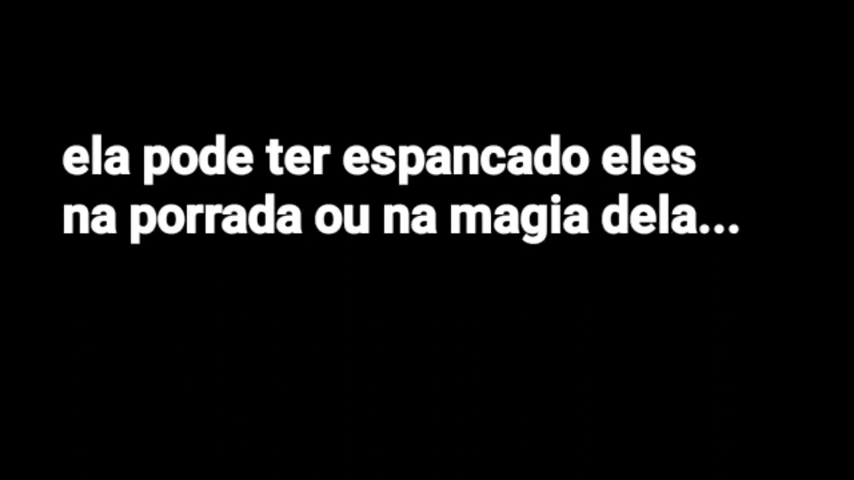 ela pode ter espancado eles
na porrada ou na magia dela...